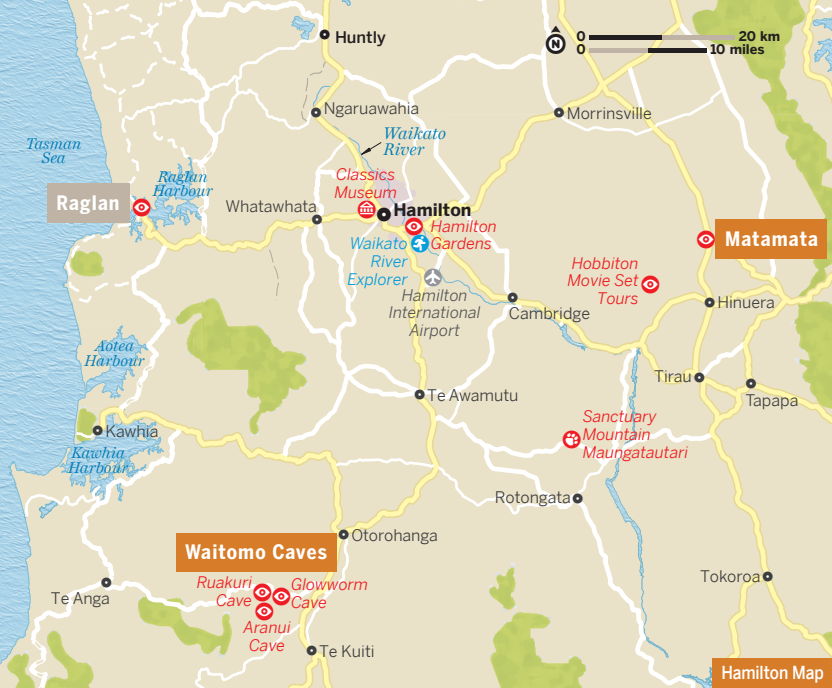 Huntly
0
20 km
N
0
10 miles
Ngaruawahia
Morrinsville
Waikato
River
Tasman
Sea
Raglan
Harbour
Classics
Museum
Raglan
Whatawhata
Hamilton
Hamilton
Gardens
Matamata
Waikato
River
Explorer
Hobbiton
Movie Set
Tours
Hamilton
International
Airport
Hinuera
Cambridge
Aotea
Harbour
Tirau
Te Awamutu
Tapapa
Sanctuary
Mountain
Maungatautari
Kawhia
Kawhia
Harbour
Rotongata
Otorohanga
Waitomo Caves
Tokoroa
Ruakuri
Cave
Glowworm
Cave
Te Anga
Aranui
Cave
Te Kuiti
Hamilton Map